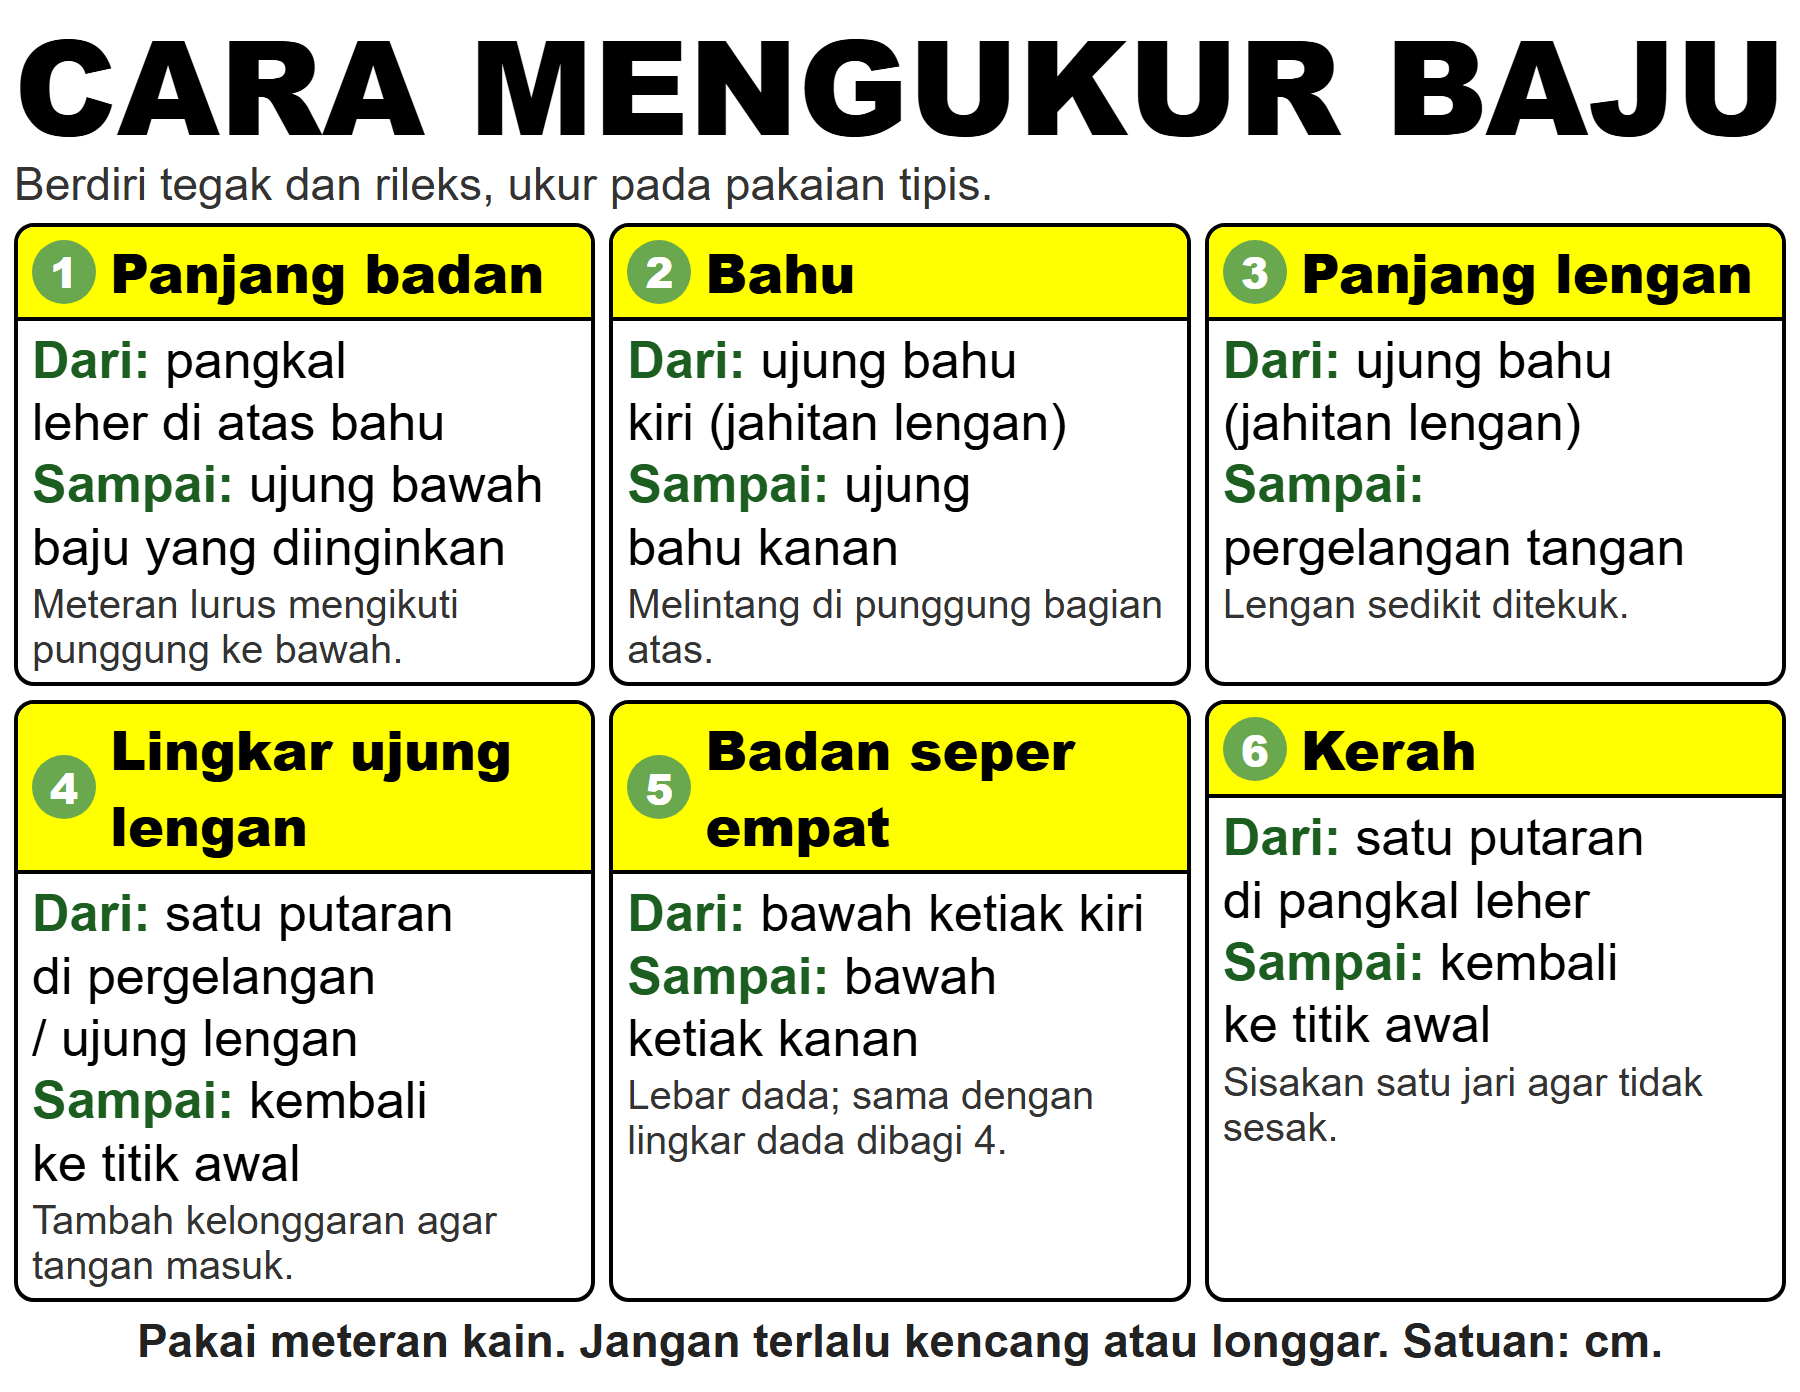 CARA MENGUKUR BAJU
Berdiri tegak dan rileks, ukur pada pakaian tipis.
1 Panjang badan
Dari: pangkal
leher di atas bahu
Sampai: ujung bawah
baju yang diinginkan
Meteran lurus mengikuti
punggung ke bawah.
2 Bahu
Dari: ujung bahu
kiri (jahitan lengan)
Sampai: ujung
bahu kanan
Melintang di punggung bagian
atas.
3 Panjang lengan
Dari: ujung bahu
(jahitan lengan)
Sampai:
pergelangan tangan
Lengan sedikit ditekuk.
4 Lingkar ujung
lengan
Dari: satu putaran
di pergelangan
/ ujung lengan
Sampai: kembali
ke titik awal
Tambah kelonggaran agar
tangan masuk.
5 Badan seper
empat
Dari: bawah ketiak kiri
Sampai: bawah
ketiak kanan
Lebar dada; sama dengan
lingkar dada dibagi 4.
6 Kerah
Dari: satu putaran
di pangkal leher
Sampai: kembali
ke titik awal
Sisakan satu jari agar tidak
sesak.
Pakai meteran kain. Jangan terlalu kencang atau longgar. Satuan: cm.